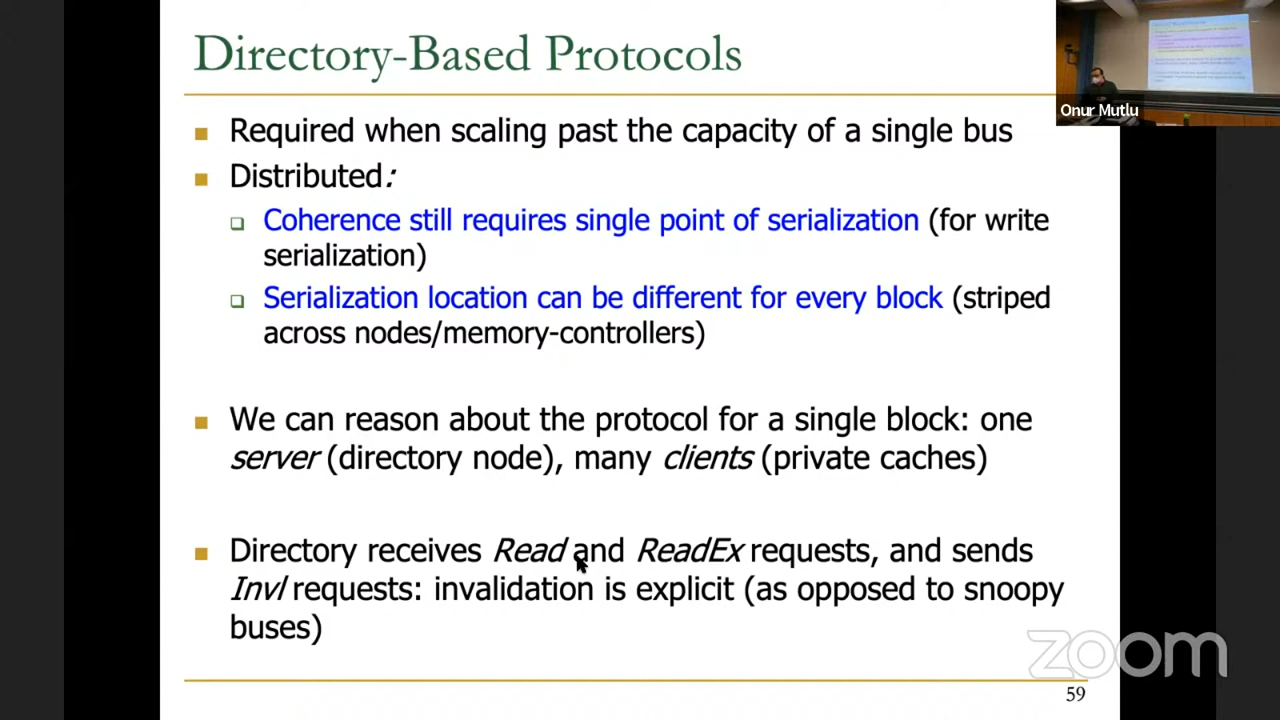 Directory-Based Protocols
Required when scaling past the capacity of a single bus
Distributed:
Coherence still requires single point of serialization (for write
serialization)
Serialization location can be different for every block (striped
across nodes/memory-controllers)
We can reason about the protocol for a single block: one
server (directory node), many clients (private caches)
Directory receives Read and ReadEx requests, and sends
Invl requests: invalidation is explicit (as opposed to snoopy
buses)
59
Onur Mutlu
zoom